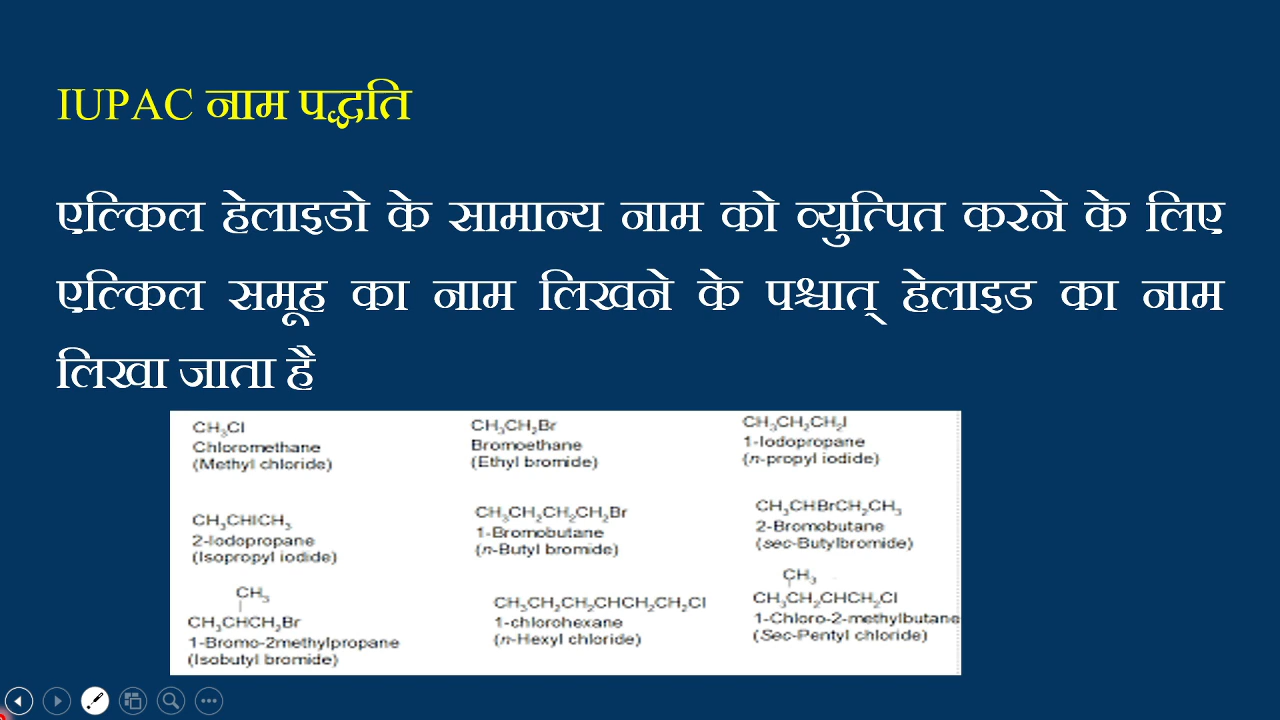 IUPAC नाम पद्धति
एल्किल हेलाइडो के सामान्य नाम को व्युत्पित करने के लिए
एल्किल समूह का नाम लिखने के पश्चात् हेलाइड का नाम
लिखा जाता है
CH₃Cl
Chloromethane
(Methyl chloride)
CH₃CH₂Br
Bromoethane
(Ethyl bromide)
CH₃CH₂CH₂I
1-Iodopropane
(n-propyl iodide)
CH₃CHICH₃
2-Iodopropane
(Isopropyl iodide)
CH₃CH₂CH₂CH₂Br
1-Bromobutane
(n-Butyl bromide)
CH₃CHBrCH₂CH₃
2-Bromobutane
(sec-Butylbromide)
CH₃
CH₃CHCH₂Br
1-Bromo-2methylpropane
(Isobutyl bromide)
CH₃CH₂CH₂CHCH₂CH₂Cl
1-chlorohexane
(n-Hexyl chloride)
CH₃
CH₃CH₂CHCH₂Cl
1-Chloro-2-methylbutane
(Sec-Pentyl chloride)